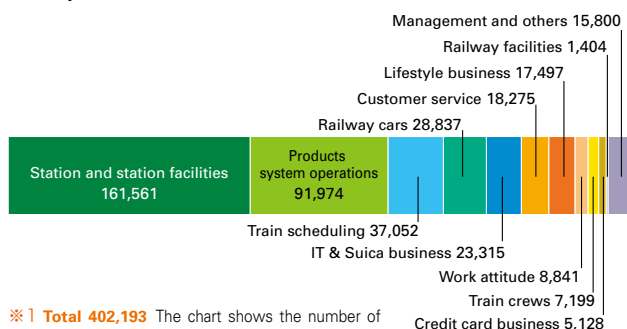 Management and others 15,800
Railway facilities 1,404
Lifestyle business 17,497
Customer service 18,275
Railway cars 28,837
Station and station facilities
161,561
Products
system operations
91,974
Train scheduling 37,052
IT & Suica business 23,315
Work attitude 8,841
Train crews 7,199
Credit card business 5,128
※1 Total 402,193 The chart shows the number of